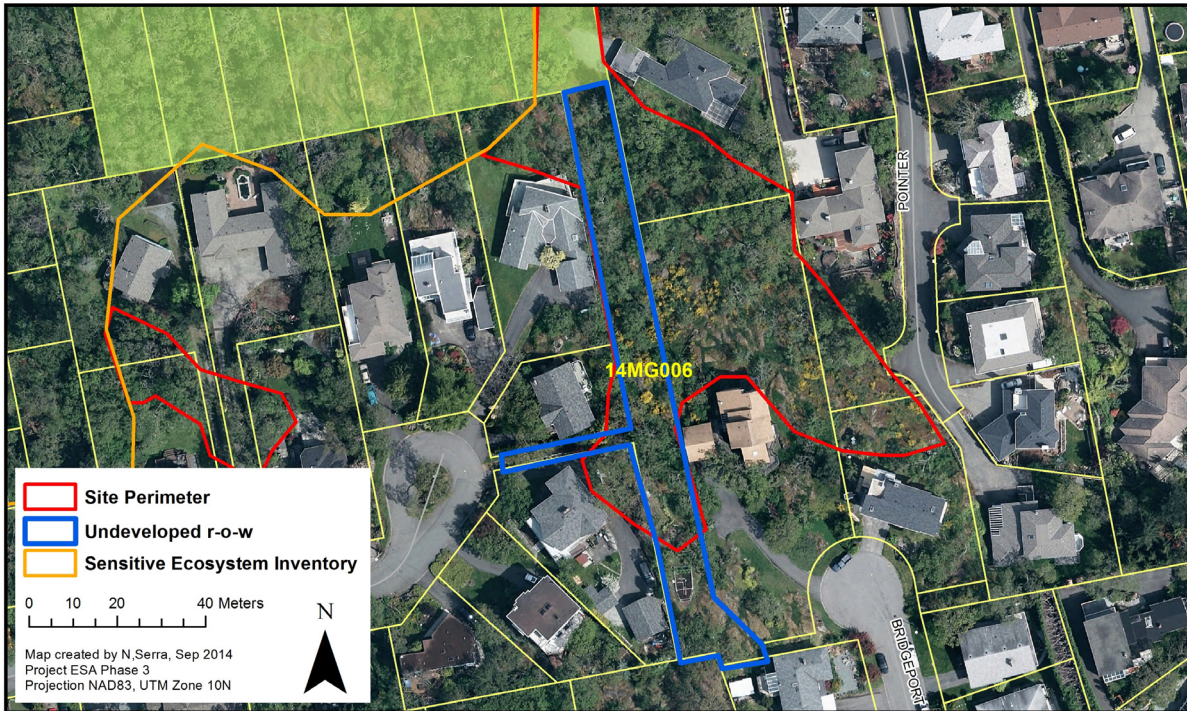 POINTER
14MG006
Site Perimeter
Undeveloped r-o-w
Sensitive Ecosystem Inventory
0 10 20 40 Meters
N
Map created by N,Serra, Sep 2014
Project ESA Phase 3
Projection NAD83, UTM Zone 10N
BRIDGEPORT